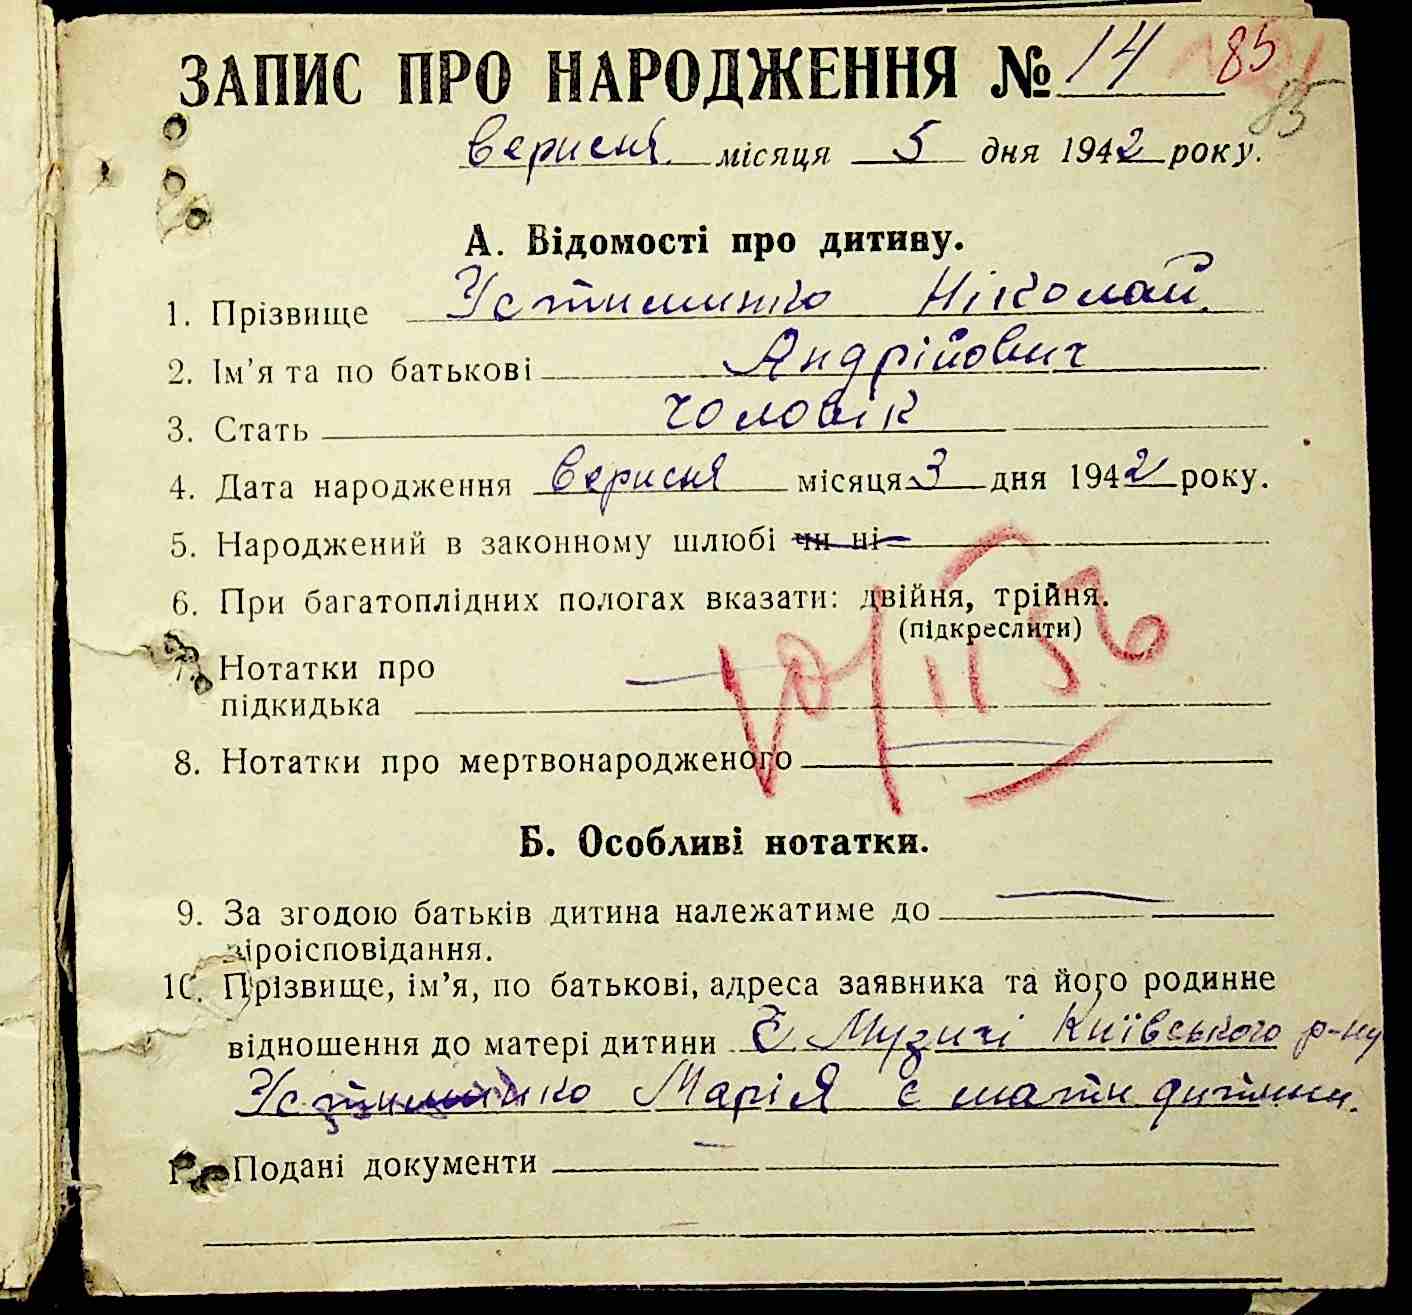 ЗАПИС ПРО НАРОДЖЕННЯ № 14 85
85
вересня місяця 5 дня 1942 року.
А. Відомості про дитину.
1. Прізвище Устиминко Ніколай
2. Ім'я та по батькові Андрійович
3. Стать чоловік
4. Дата народження вересня місяця 3 дня 1942 року.
5. Народжений в законному шлюбі чи ні
6. При багатоплідних пологах вказати: двійня, трійня.
(підкреслити)
7. Нотатки про
підкидька
8. Нотатки про мертвонародженого
Б. Особливі нотатки.
9. За згодою батьків дитина належатиме до
віроісповідання.
10. Прізвище, ім'я, по батькові, адреса заявника та його родинне
відношення до матері дитини С. Музичі Київського р-ну
Устиминко Марія є мати дитини.
Подані документи